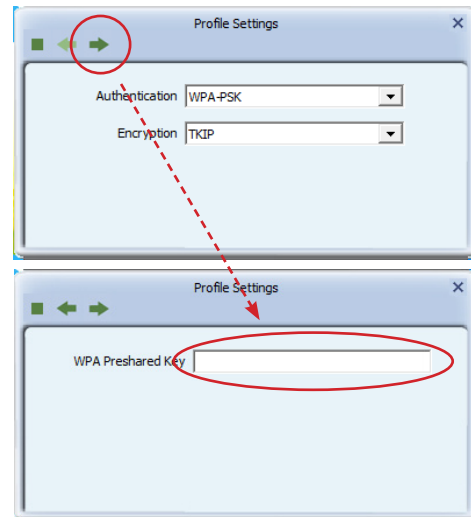 Profile Settings
Authentication WPA-PSK
Encryption TKIP
Profile Settings
WPA Preshared Key